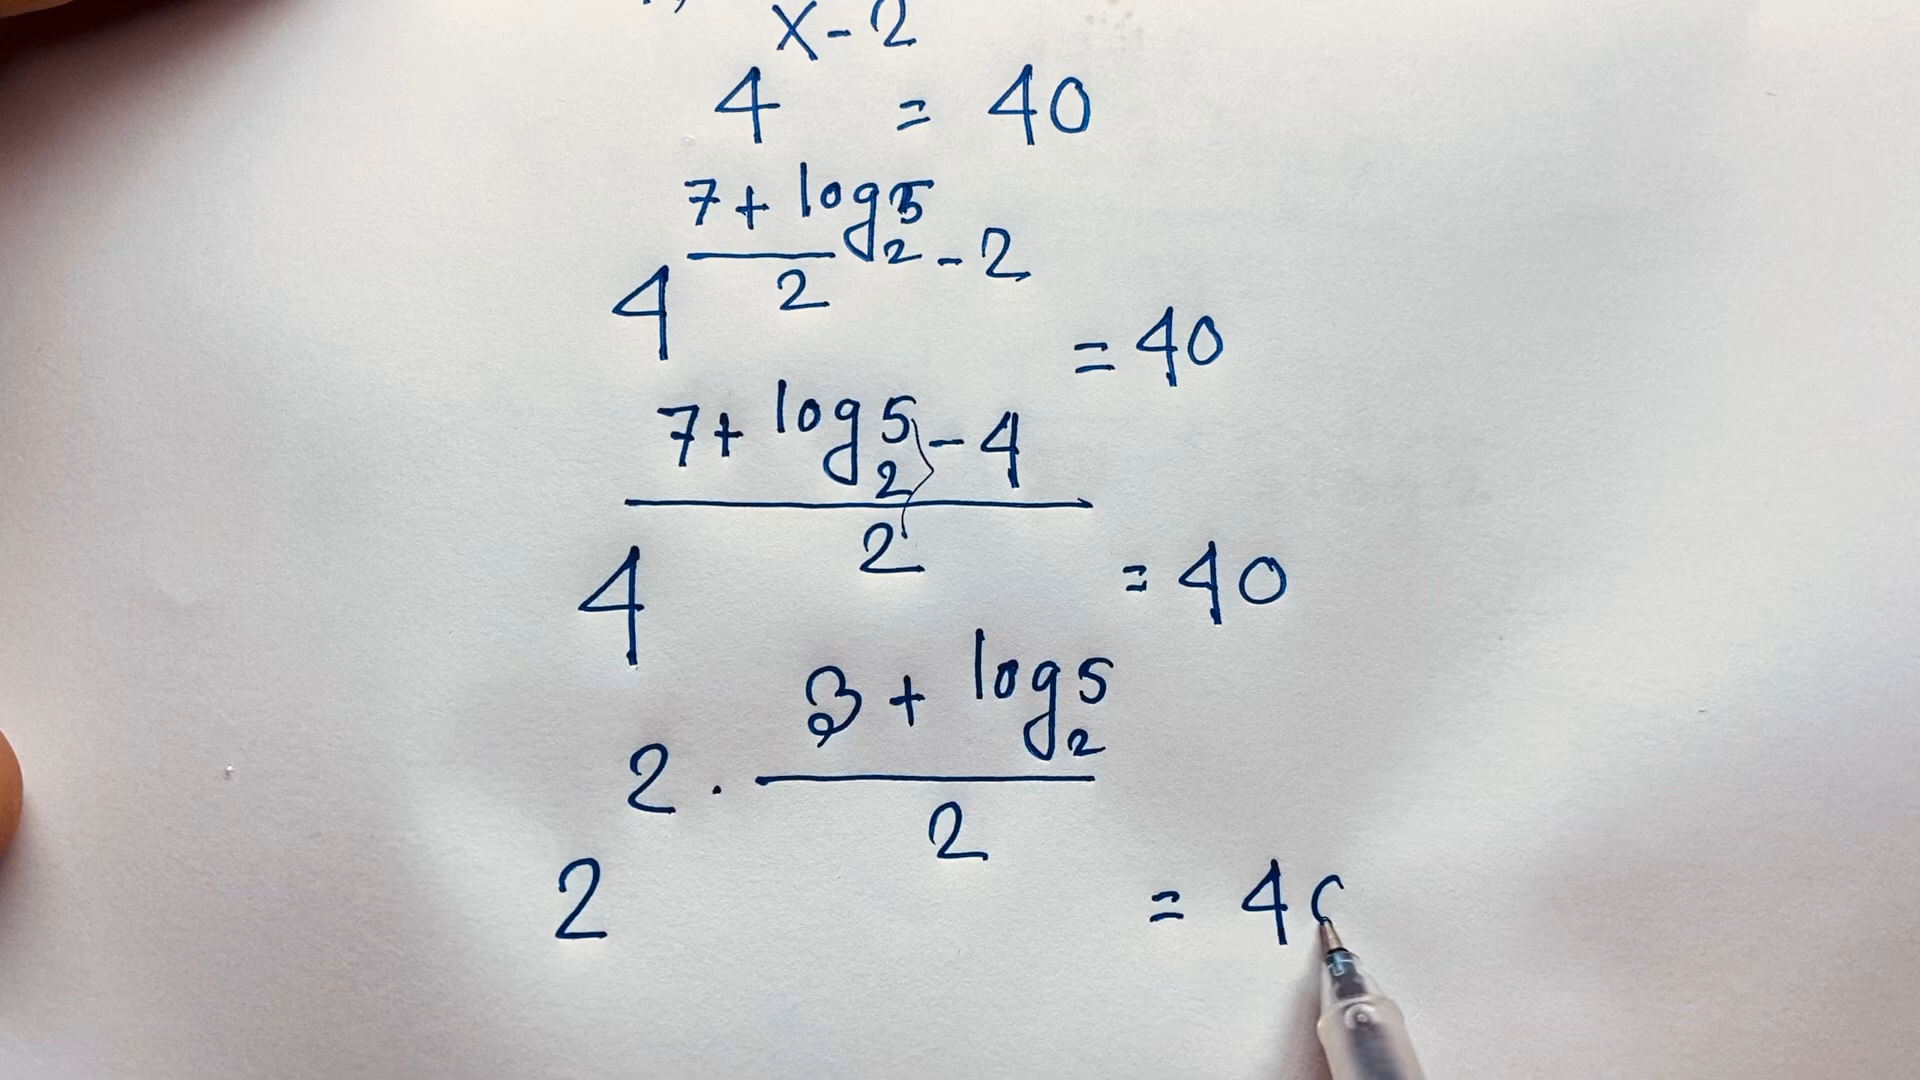 4^(x-2) = 40
4^((7+log₂5)/2 - 2) = 40
4^((7+log₂5-4)/2) = 40
2^(2·(3+log₂5)/2) = 40